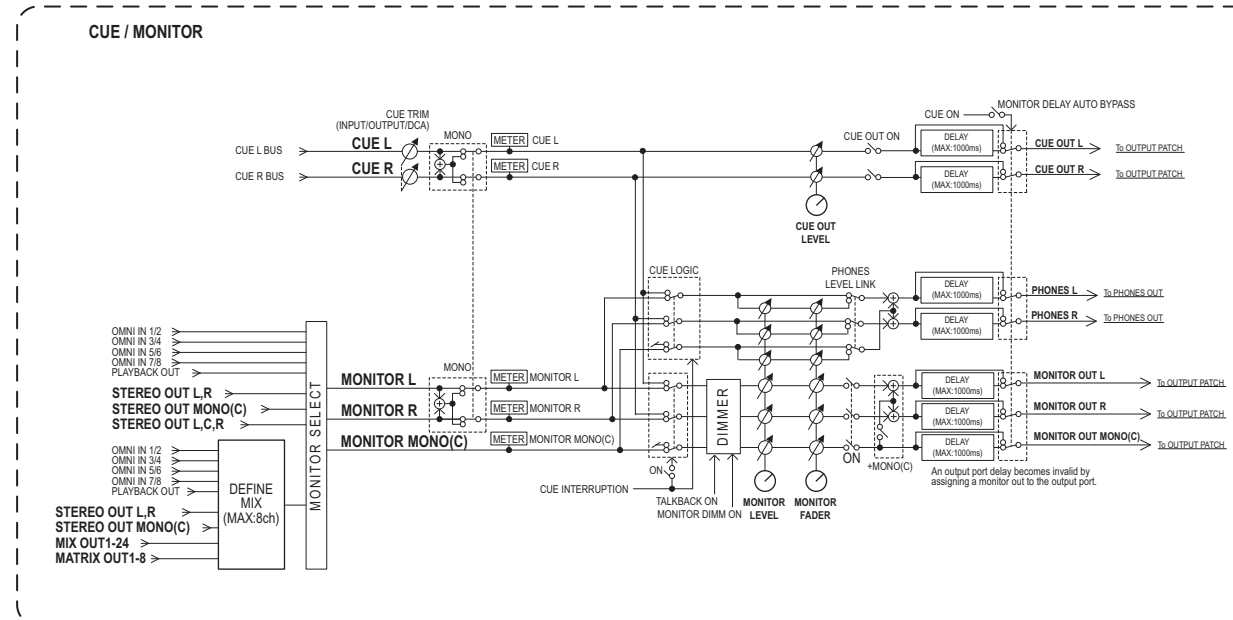 CUE / MONITOR
MONITOR DELAY AUTO BYPASS
CUE ON
CUE TRIM
(INPUT/OUTPUT/DCA)
MONO
CUE OUT ON
CUE L BUS
CUE L
METER CUE L
DELAY
(MAX:1000ms)
CUE OUT L
To OUTPUT PATCH
CUE R BUS
CUE R
METER CUE R
DELAY
(MAX:1000ms)
CUE OUT R
To OUTPUT PATCH
CUE OUT
LEVEL
CUE LOGIC
PHONES
LEVEL LINK
DELAY
(MAX:1000ms)
PHONES L
To PHONES OUT
DELAY
(MAX:1000ms)
PHONES R
To PHONES OUT
OMNI IN 1/2
OMNI IN 3/4
OMNI IN 5/6
OMNI IN 7/8
PLAYBACK OUT
STEREO OUT L,R
STEREO OUT MONO(C)
STEREO OUT L,C,R
MONITOR SELECT
MONO
MONITOR L
METER MONITOR L
MONITOR R
METER MONITOR R
MONITOR MONO(C)
METER MONITOR MONO(C)
DIMMER
DELAY
(MAX:1000ms)
MONITOR OUT L
To OUTPUT PATCH
DELAY
(MAX:1000ms)
MONITOR OUT R
To OUTPUT PATCH
DELAY
(MAX:1000ms)
MONITOR OUT MONO(C)
To OUTPUT PATCH
ON
ON
+MONO(C)
An output port delay becomes invalid by
assigning a monitor out to the output port.
CUE INTERRUPTION
TALKBACK ON
MONITOR DIMM ON
MONITOR
LEVEL
MONITOR
FADER
OMNI IN 1/2
OMNI IN 3/4
OMNI IN 5/6
OMNI IN 7/8
PLAYBACK OUT
STEREO OUT L,R
STEREO OUT MONO(C)
MIX OUT1-24
MATRIX OUT1-8
DEFINE
MIX
(MAX:8ch)